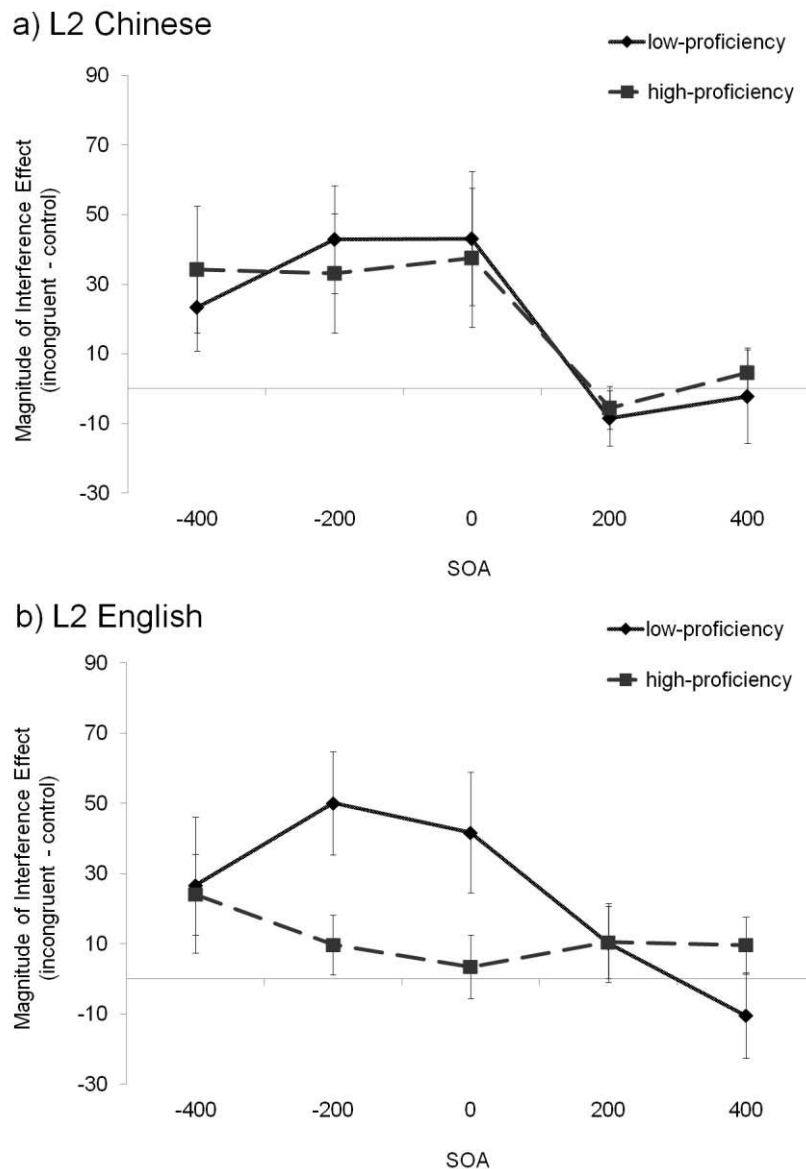 a) L2 Chinese
low-proficiency
high-proficiency
Magnitude of Interference Effect
(incongruent - control)
90
70
50
30
10
-10
-30
-400 -200 0 200 400
SOA
b) L2 English
low-proficiency
high-proficiency
Magnitude of Interference Effect
(incongruent - control)
90
70
50
30
10
-10
-30
-400 -200 0 200 400
SOA